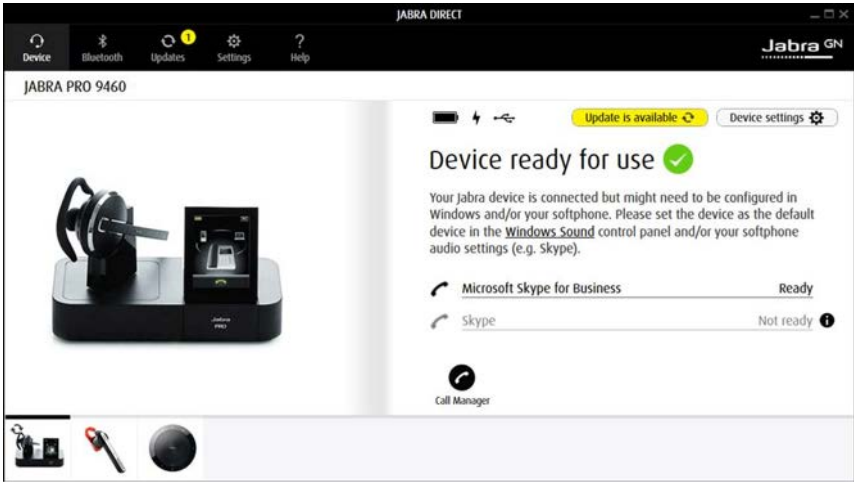 JABRA DIRECT
Device
Bluetooth
Updates
1
Settings
?
Help
Jabra GN
JABRA PRO 9460
Update is available
Device settings
Device ready for use
Your Jabra device is connected but might need to be configured in
Windows and/or your softphone. Please set the device as the default
device in the Windows Sound control panel and/or your softphone
audio settings (e.g. Skype).
Microsoft Skype for Business Ready
Skype Not ready
Jabra
PRO
Call Manager